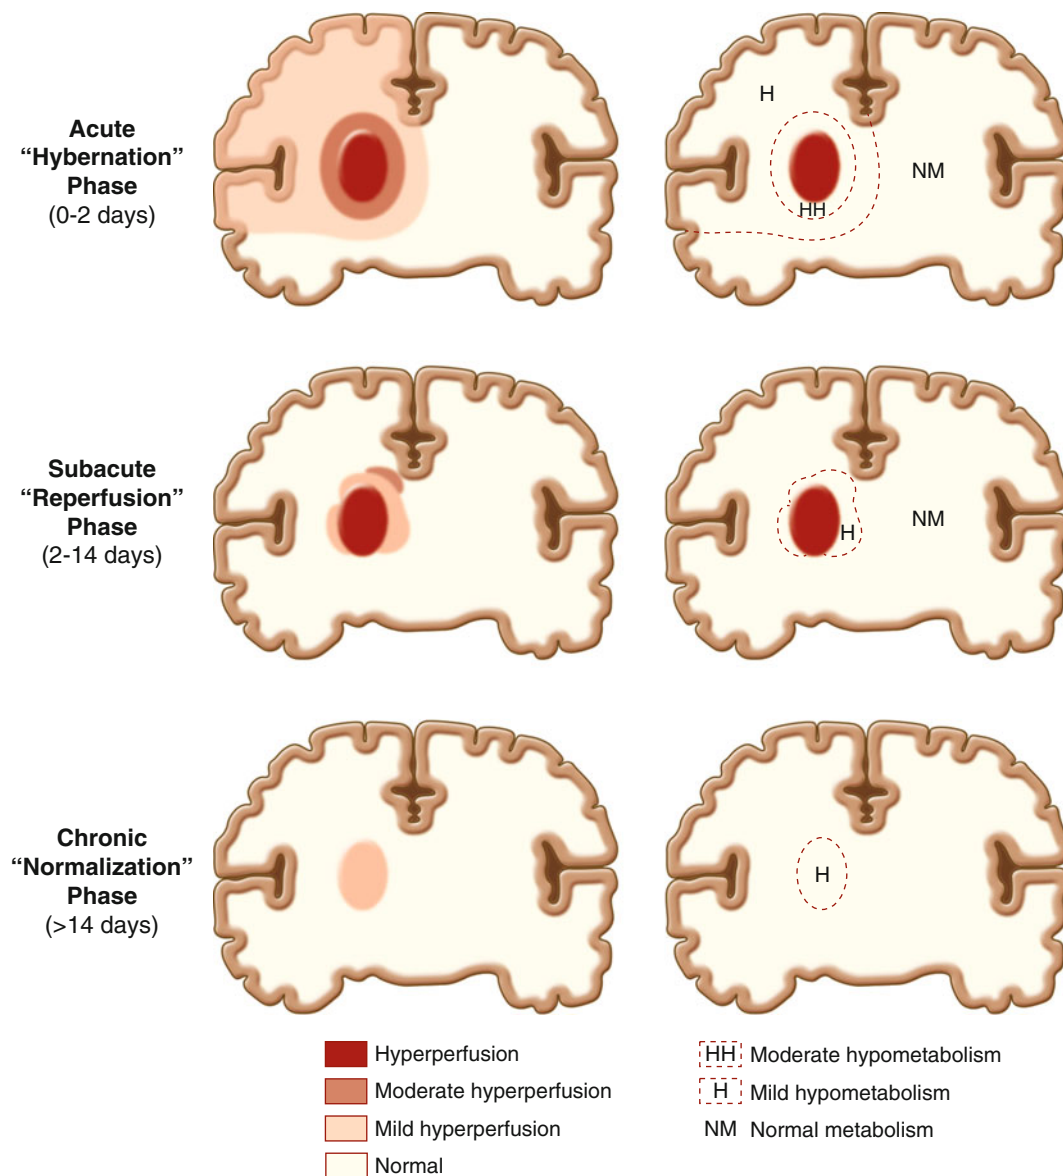 Acute
“Hybernation”
Phase
(0-2 days)
H
HH
NM
Subacute
“Reperfusion”
Phase
(2-14 days)
H
NM
Chronic
“Normalization”
Phase
(>14 days)
H
Hyperperfusion
Moderate hyperperfusion
Mild hyperperfusion
Normal
HH Moderate hypometabolism
H Mild hypometabolism
NM Normal metabolism